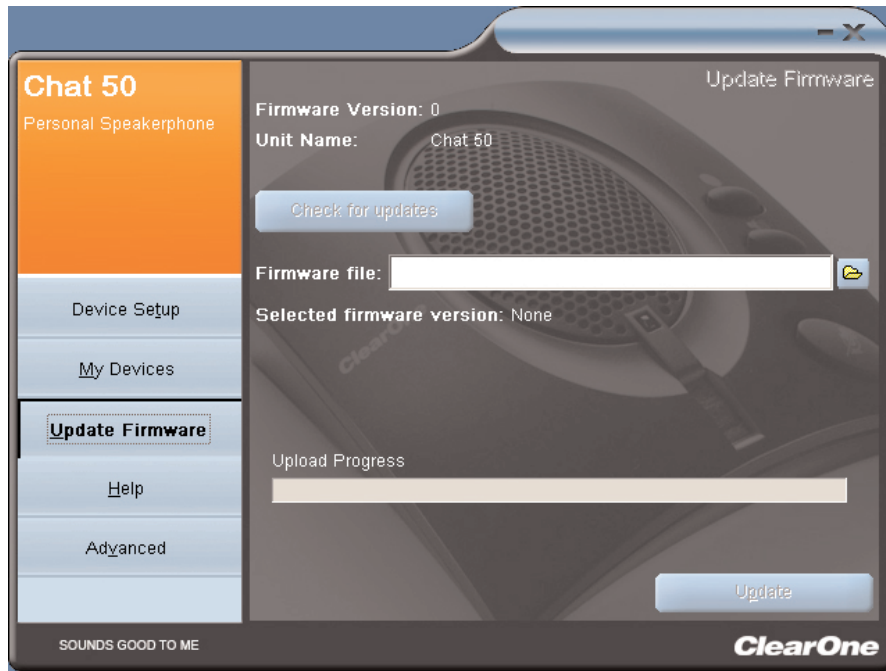 Chat 50
Personal Speakerphone
Device Setup
My Devices
Update Firmware
Help
Advanced
SOUNDS GOOD TO ME
Update Firmware
Firmware Version: 0
Unit Name: Chat 50
Check for updates
Firmware file:
Selected firmware version: None
ClearOne
Upload Progress
Update
ClearOne